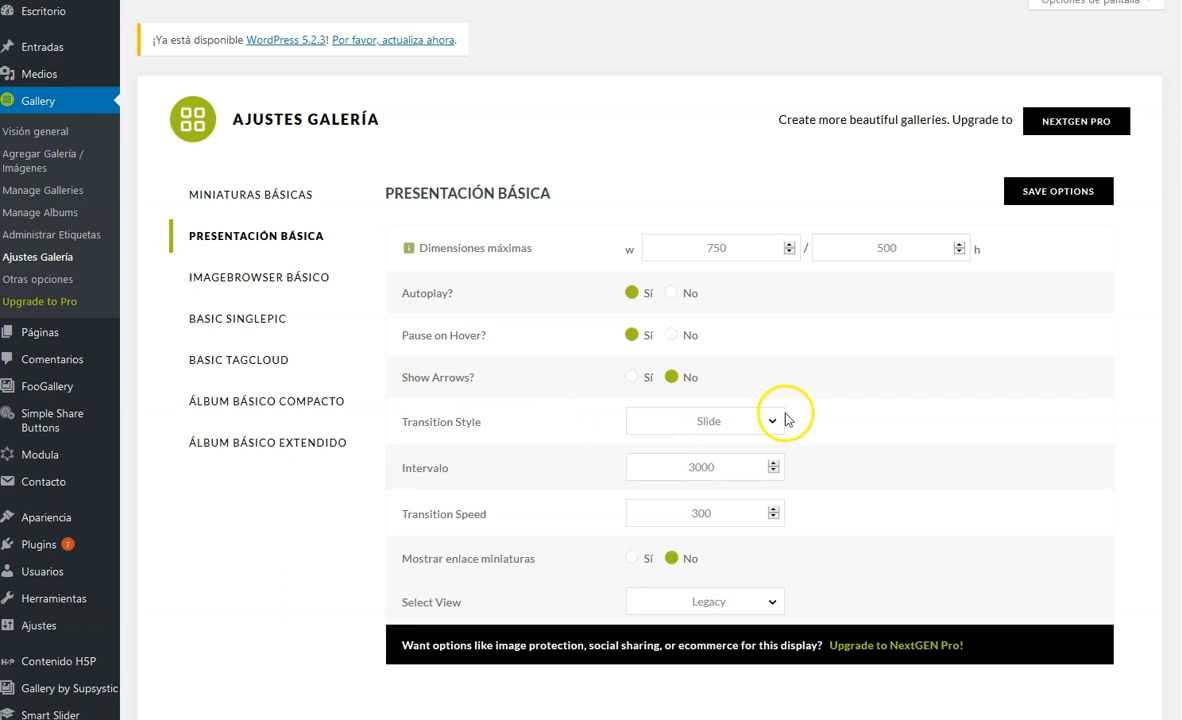 Escritorio
Opciones de pantalla
Entradas
¡Ya está disponible WordPress 5.2.3! Por favor, actualiza ahora.
Medios
Gallery
Visión general
Agregar Galería /
Imágenes
Manage Galleries
Manage Albums
Administrar Etiquetas
Ajustes Galería
Otras opciones
Upgrade to Pro
Páginas
Comentarios
FooGallery
Simple Share
Buttons
Modula
Contacto
Apariencia
Plugins 7
Usuarios
Herramientas
Ajustes
H-P Contenido H5P
Gallery by Supsystic
Smart Slider
AJUSTES GALERÍA
Create more beautiful galleries. Upgrade to NEXTGEN PRO
MINIATURAS BÁSICAS
PRESENTACIÓN BÁSICA
IMAGEBROWSER BÁSICO
BASIC SINGLEPIC
BASIC TAGCLOUD
ÁLBUM BÁSICO COMPACTO
ÁLBUM BÁSICO EXTENDIDO
PRESENTACIÓN BÁSICA
SAVE OPTIONS
i Dimensiones máximas w 750 / 500 h
Autoplay? Sí No
Pause on Hover? Sí No
Show Arrows? Sí No
Transition Style Slide
Intervalo 3000
Transition Speed 300
Mostrar enlace miniaturas Sí No
Select View Legacy
Want options like image protection, social sharing, or ecommerce for this display? Upgrade to NextGEN Pro!